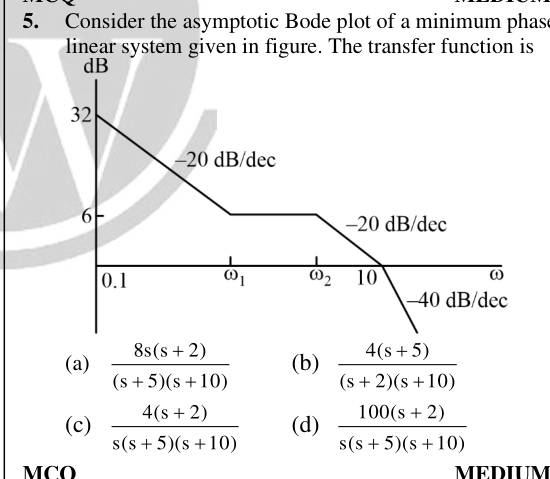 MCQ MEDIUM
5. Consider the asymptotic Bode plot of a minimum phase
linear system given in figure. The transfer function is
dB
32
–20 dB/dec
6
–20 dB/dec
0.1 ω₁ ω₂ 10 ω
–40 dB/dec
(a) 8s(s + 2) / (s + 5)(s + 10) (b) 4(s + 5) / (s + 2)(s + 10)
(c) 4(s + 2) / s(s + 5)(s + 10) (d) 100(s + 2) / s(s + 5)(s + 10)
MCQ MEDIUM